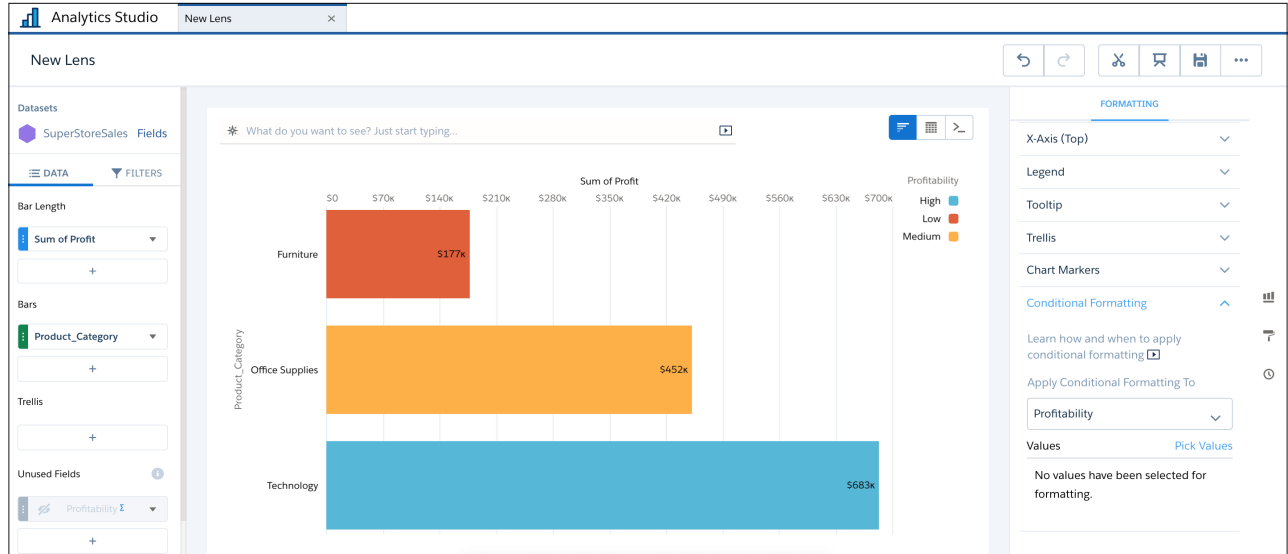 Analytics Studio
New Lens
New Lens
Datasets
SuperStoreSales Fields
DATA
FILTERS
Bar Length
Sum of Profit
+
Bars
Product_Category
+
Trellis
+
Unused Fields
Profitability Σ
+
What do you want to see? Just start typing...
Sum of Profit
$0 $70K $140K $210K $280K $350K $420K $490K $560K $630K $700K
Product_Category
Furniture
$177K
Office Supplies
$452K
Technology
$683K
Profitability
High
Low
Medium
FORMATTING
X-Axis (Top)
Legend
Tooltip
Trellis
Chart Markers
Conditional Formatting
Learn how and when to apply
conditional formatting
Apply Conditional Formatting To
Profitability
Values Pick Values
No values have been selected for
formatting.